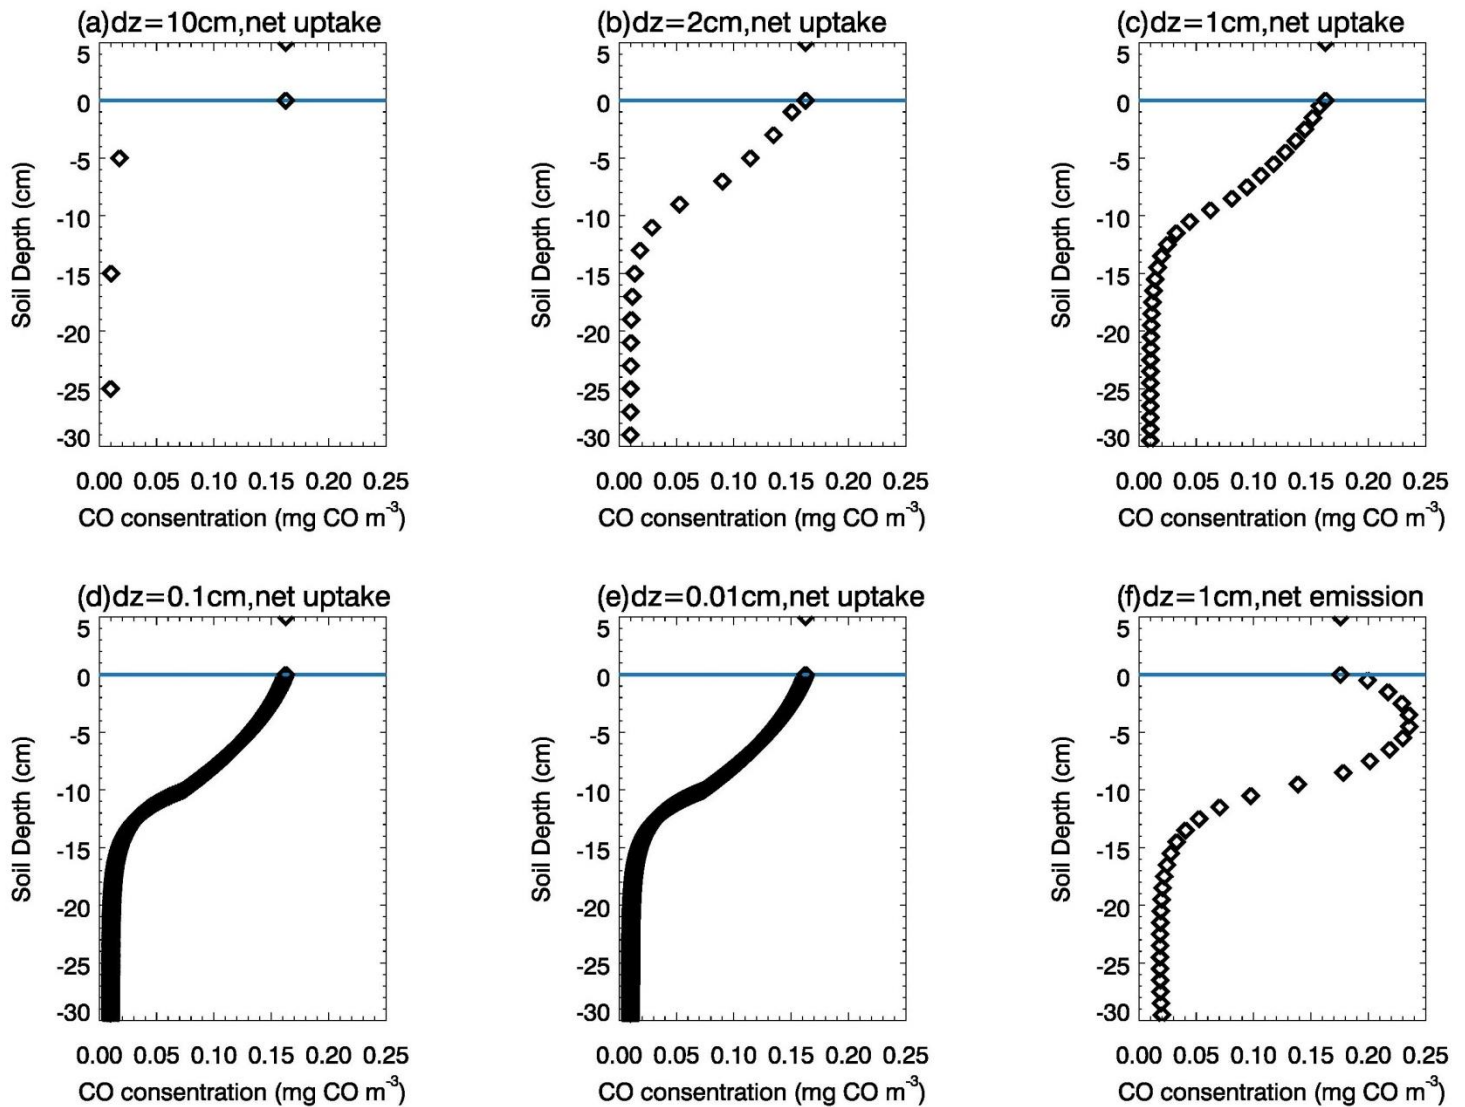 (a)dz=10cm,net uptake
5
0
-5
-10
-15
-20
-25
-30
Soil Depth (cm)
0.00 0.05 0.10 0.15 0.20 0.25
CO consentration (mg CO m-3)
(b)dz=2cm,net uptake
5
0
-5
-10
-15
-20
-25
-30
Soil Depth (cm)
0.00 0.05 0.10 0.15 0.20 0.25
CO consentration (mg CO m-3)
(c)dz=1cm,net uptake
5
0
-5
-10
-15
-20
-25
-30
Soil Depth (cm)
0.00 0.05 0.10 0.15 0.20 0.25
CO consentration (mg CO m-3)
(d)dz=0.1cm,net uptake
5
0
-5
-10
-15
-20
-25
-30
Soil Depth (cm)
0.00 0.05 0.10 0.15 0.20 0.25
CO consentration (mg CO m-3)
(e)dz=0.01cm,net uptake
5
0
-5
-10
-15
-20
-25
-30
Soil Depth (cm)
0.00 0.05 0.10 0.15 0.20 0.25
CO consentration (mg CO m-3)
(f)dz=1cm,net emission
5
0
-5
-10
-15
-20
-25
-30
Soil Depth (cm)
0.00 0.05 0.10 0.15 0.20 0.25
CO consentration (mg CO m-3)